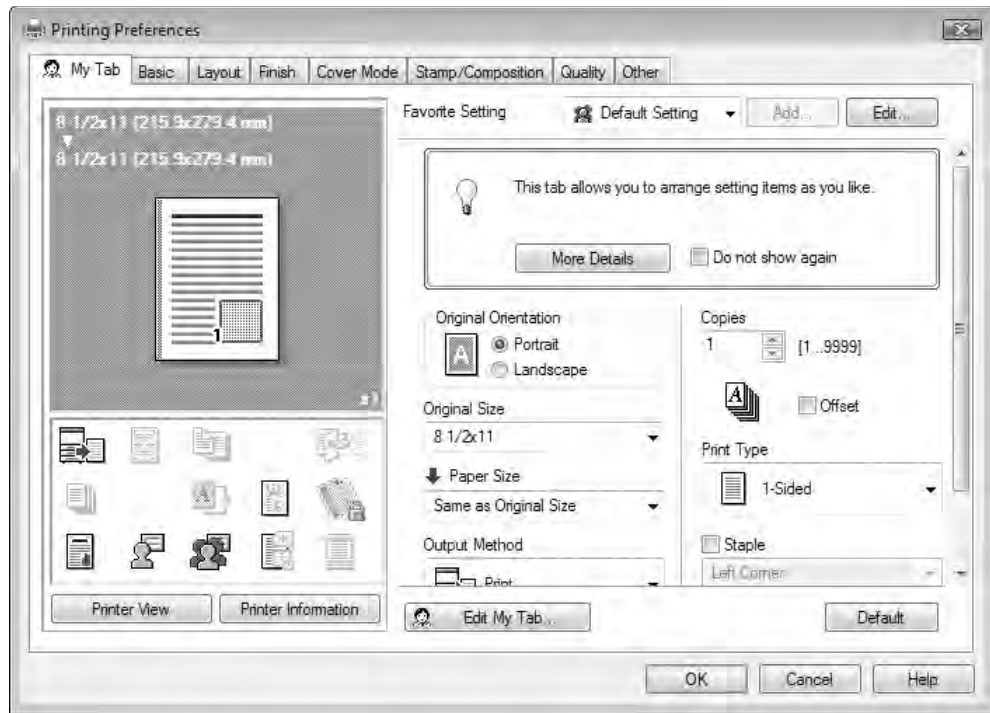 Printing Preferences
My Tab Basic Layout Finish Cover Mode Stamp/Composition Quality Other
8 1/2x11 (215.9x279.4 mm)
8 1/2x11 (215.9x279.4 mm)
1
Favorite Setting Default Setting Add... Edit...
This tab allows you to arrange setting items as you like.
More Details Do not show again
Original Orientation
A Portrait
Landscape
Original Size
8 1/2x11
Paper Size
Same as Original Size
Output Method
Print
Copies
1 [1..9999]
A Offset
Print Type
1-Sided
Staple
Left Corner
Printer View Printer Information
Edit My Tab... Default
OK Cancel Help